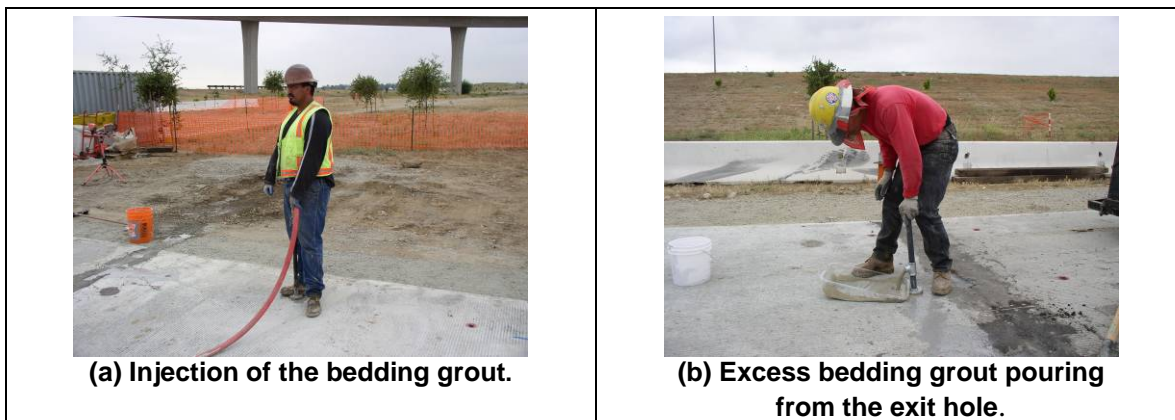 (a) Injection of the bedding grout.
(b) Excess bedding grout pouring
from the exit hole.